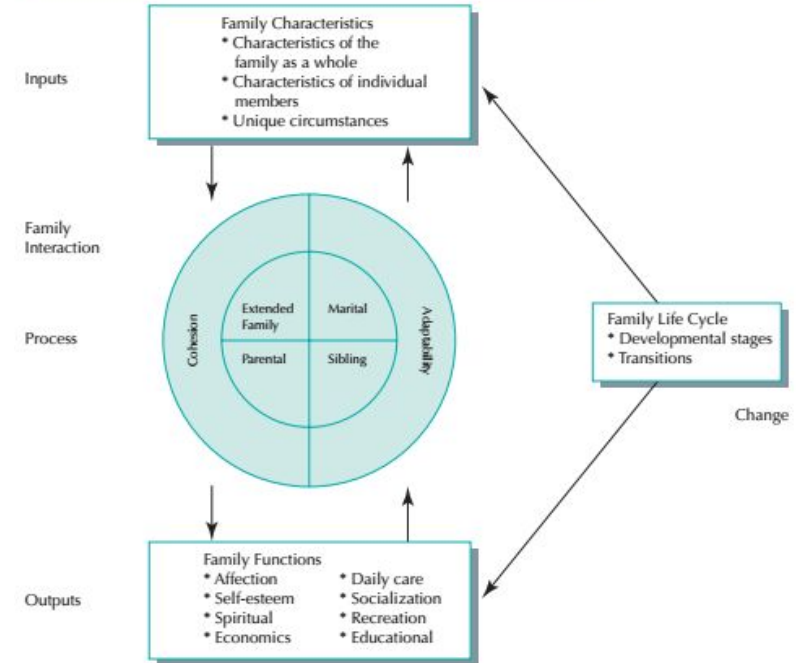 Family Characteristics
* Characteristics of the
family as a whole
* Characteristics of individual
members
* Unique circumstances
Inputs
Family
Interaction
Process
Cohesion
Extended
Family
Marital
Parental
Sibling
Adaptability
Family Life Cycle
* Developmental stages
* Transitions
Change
Outputs
Family Functions
* Affection
* Self-esteem
* Spiritual
* Economics
* Daily care
* Socialization
* Recreation
* Educational